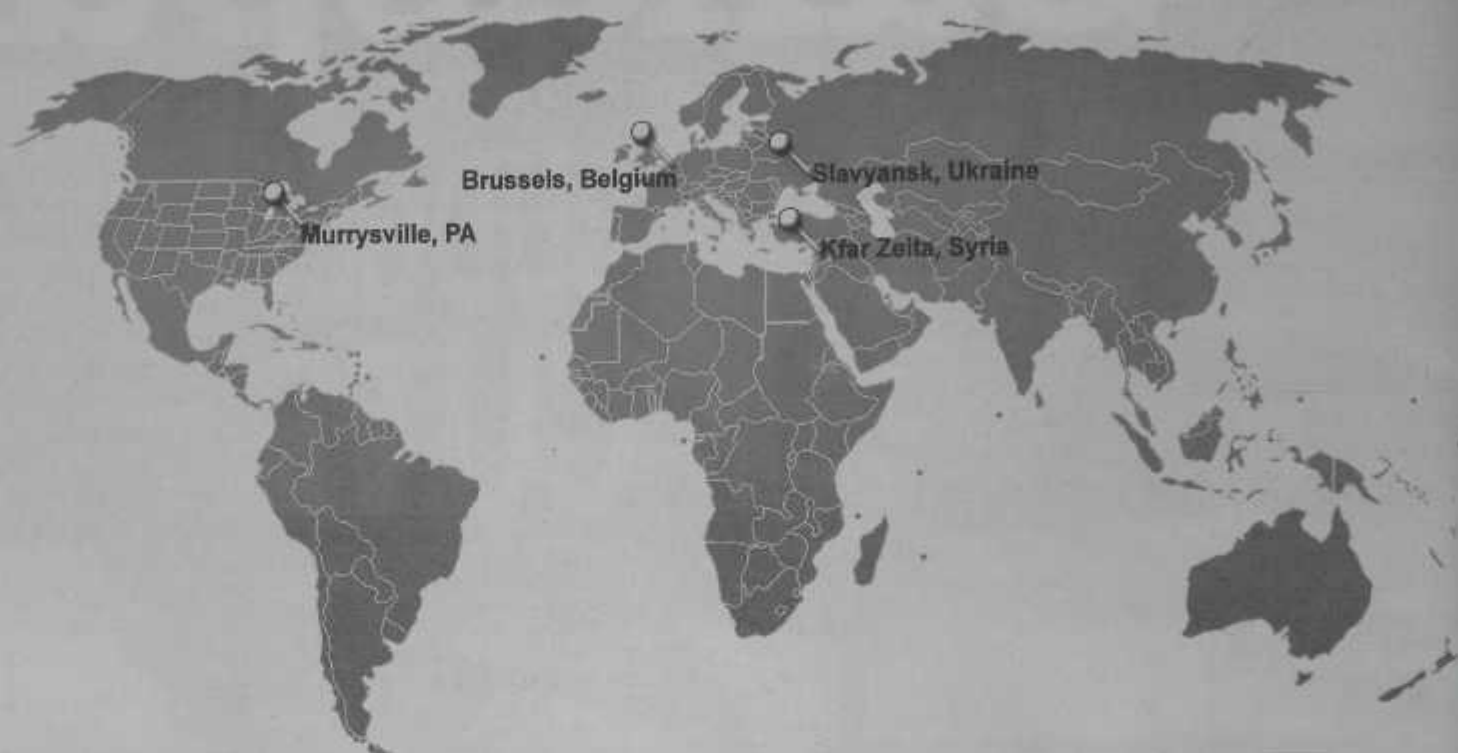 Brussels, Belgium
Slavyansk, Ukraine
Murrysville, PA
Kfar Zeita, Syria